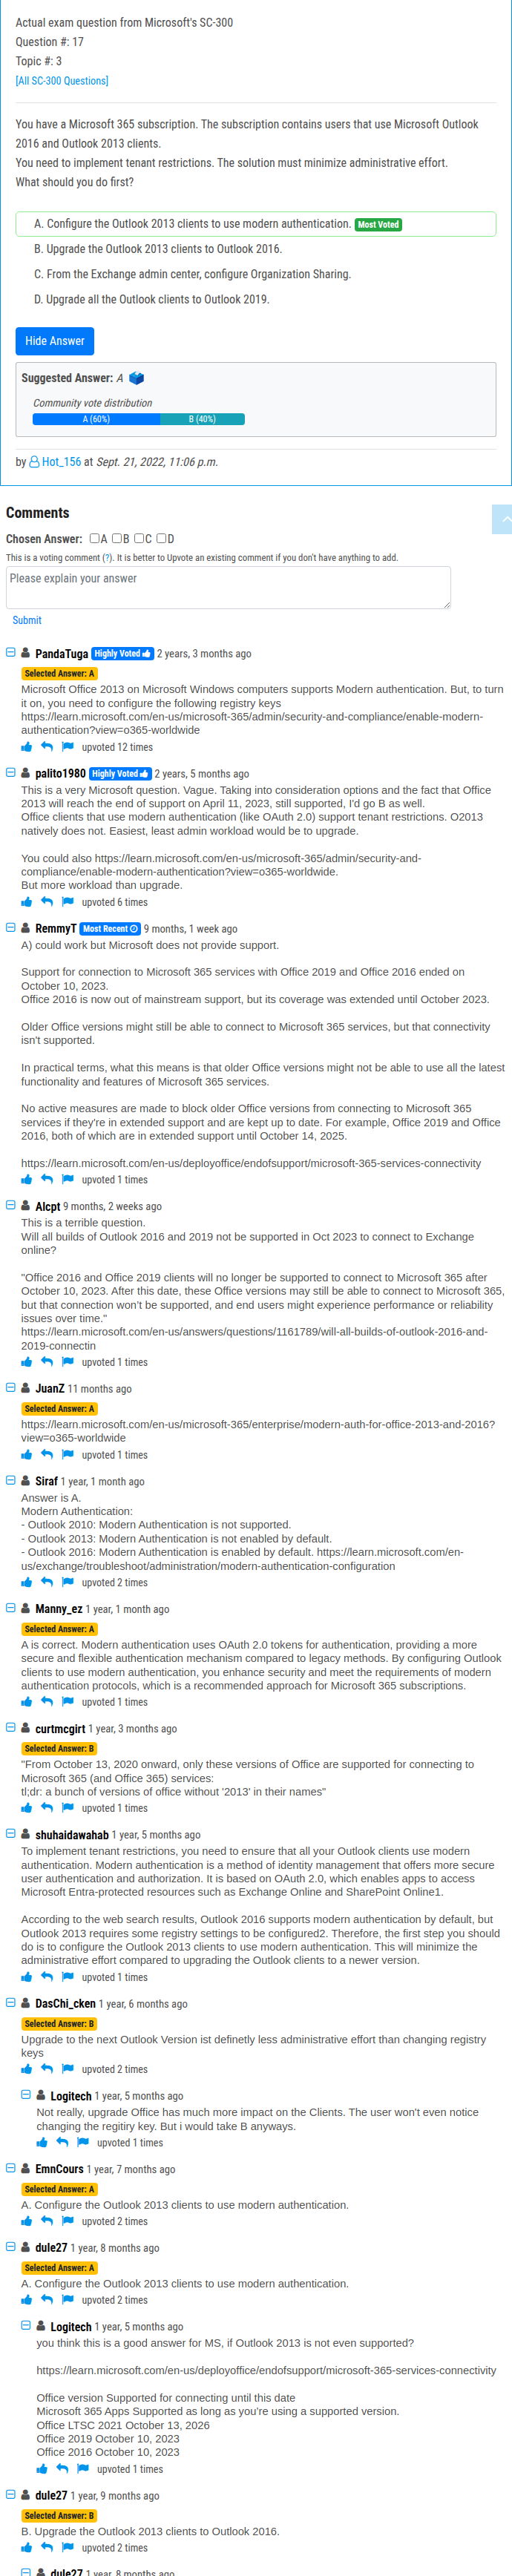 Actual exam question from Microsoft's SC-300
Question #: 17
Topic #: 3
[All SC-300 Questions]
You have a Microsoft 365 subscription. The subscription contains users that use Microsoft Outlook
2016 and Outlook 2013 clients.
You need to implement tenant restrictions. The solution must minimize administrative effort.
What should you do first?
A. Configure the Outlook 2013 clients to use modern authentication. Most Voted
B. Upgrade the Outlook 2013 clients to Outlook 2016.
C. From the Exchange admin center, configure Organization Sharing.
D. Upgrade all the Outlook clients to Outlook 2019.
Hide Answer
Suggested Answer: A
Community vote distribution
A (60%) B (40%)
by Hot_156 at Sept. 21, 2022, 11:06 p.m.
Comments
Chosen Answer: A B C D
This is a voting comment (?). It is better to Upvote an existing comment if you don't have anything to add.
Please explain your answer
Submit
PandaTuga Highly Voted 2 years, 3 months ago
Selected Answer: A
Microsoft Office 2013 on Microsoft Windows computers supports Modern authentication. But, to turn
it on, you need to configure the following registry keys
https://learn.microsoft.com/en-us/microsoft-365/admin/security-and-compliance/enable-modern-
authentication?view=o365-worldwide
upvoted 12 times
palito1980 Highly Voted 2 years, 5 months ago
This is a very Microsoft question. Vague. Taking into consideration options and the fact that Office
2013 will reach the end of support on April 11, 2023, still supported, I'd go B as well.
Office clients that use modern authentication (like OAuth 2.0) support tenant restrictions. O2013
natively does not. Easiest, least admin workload would be to upgrade.
You could also https://learn.microsoft.com/en-us/microsoft-365/admin/security-and-
compliance/enable-modern-authentication?view=o365-worldwide.
But more workload than upgrade.
upvoted 6 times
RemmyT Most Recent 9 months, 1 week ago
A) could work but Microsoft does not provide support.
Support for connection to Microsoft 365 services with Office 2019 and Office 2016 ended on
October 10, 2023.
Office 2016 is now out of mainstream support, but its coverage was extended until October 2023.
Older Office versions might still be able to connect to Microsoft 365 services, but that connectivity
isn't supported.
In practical terms, what this means is that older Office versions might not be able to use all the latest
functionality and features of Microsoft 365 services.
No active measures are made to block older Office versions from connecting to Microsoft 365
services if they're in extended support and are kept up to date. For example, Office 2019 and Office
2016, both of which are in extended support until October 14, 2025.
https://learn.microsoft.com/en-us/deployoffice/endofsupport/microsoft-365-services-connectivity
upvoted 1 times
Alcpt 9 months, 2 weeks ago
This is a terrible question.
Will all builds of Outlook 2016 and 2019 not be supported in Oct 2023 to connect to Exchange
online?
"Office 2016 and Office 2019 clients will no longer be supported to connect to Microsoft 365 after
October 10, 2023. After this date, these Office versions may still be able to connect to Microsoft 365,
but that connection won't be supported, and end users might experience performance or reliability
issues over time."
https://learn.microsoft.com/en-us/answers/questions/1161789/will-all-builds-of-outlook-2016-and-
2019-connectin
upvoted 1 times
JuanZ 11 months ago
Selected Answer: A
https://learn.microsoft.com/en-us/microsoft-365/enterprise/modern-auth-for-office-2013-and-2016?
view=o365-worldwide
upvoted 1 times
Siraf 1 year, 1 month ago
Answer is A.
Modern Authentication:
- Outlook 2010: Modern Authentication is not supported.
- Outlook 2013: Modern Authentication is not enabled by default.
- Outlook 2016: Modern Authentication is enabled by default. https://learn.microsoft.com/en-
us/exchange/troubleshoot/administration/modern-authentication-configuration
upvoted 2 times
Manny_ez 1 year, 1 month ago
Selected Answer: A
A is correct. Modern authentication uses OAuth 2.0 tokens for authentication, providing a more
secure and flexible authentication mechanism compared to legacy methods. By configuring Outlook
clients to use modern authentication, you enhance security and meet the requirements of modern
authentication protocols, which is a recommended approach for Microsoft 365 subscriptions.
upvoted 1 times
curtmcgirt 1 year, 3 months ago
Selected Answer: B
"From October 13, 2020 onward, only these versions of Office are supported for connecting to
Microsoft 365 (and Office 365) services:
tl;dr: a bunch of versions of office without '2013' in their names"
upvoted 1 times
shuhaidawahab 1 year, 5 months ago
To implement tenant restrictions, you need to ensure that all your Outlook clients use modern
authentication. Modern authentication is a method of identity management that offers more secure
user authentication and authorization. It is based on OAuth 2.0, which enables apps to access
Microsoft Entra-protected resources such as Exchange Online and SharePoint Online1.
According to the web search results, Outlook 2016 supports modern authentication by default, but
Outlook 2013 requires some registry settings to be configured2. Therefore, the first step you should
do is to configure the Outlook 2013 clients to use modern authentication. This will minimize the
administrative effort compared to upgrading the Outlook clients to a newer version.
upvoted 1 times
DasChi_cken 1 year, 6 months ago
Selected Answer: B
Upgrade to the next Outlook Version ist definetly less administrative effort than changing registry
keys
upvoted 2 times
Logitech 1 year, 5 months ago
Not really, upgrade Office has much more impact on the Clients. The user won't even notice
changing the regitiry key. But i would take B anyways.
upvoted 1 times
EmnCours 1 year, 7 months ago
Selected Answer: A
A. Configure the Outlook 2013 clients to use modern authentication.
upvoted 2 times
dule27 1 year, 8 months ago
Selected Answer: A
A. Configure the Outlook 2013 clients to use modern authentication.
upvoted 2 times
Logitech 1 year, 5 months ago
you think this is a good answer for MS, if Outlook 2013 is not even supported?
https://learn.microsoft.com/en-us/deployoffice/endofsupport/microsoft-365-services-connectivity
Office version Supported for connecting until this date
Microsoft 365 Apps Supported as long as you're using a supported version.
Office LTSC 2021 October 13, 2026
Office 2019 October 10, 2023
Office 2016 October 10, 2023
upvoted 1 times
dule27 1 year, 9 months ago
Selected Answer: B
B. Upgrade the Outlook 2013 clients to Outlook 2016.
upvoted 2 times
dule27 1 year, 8 months ago